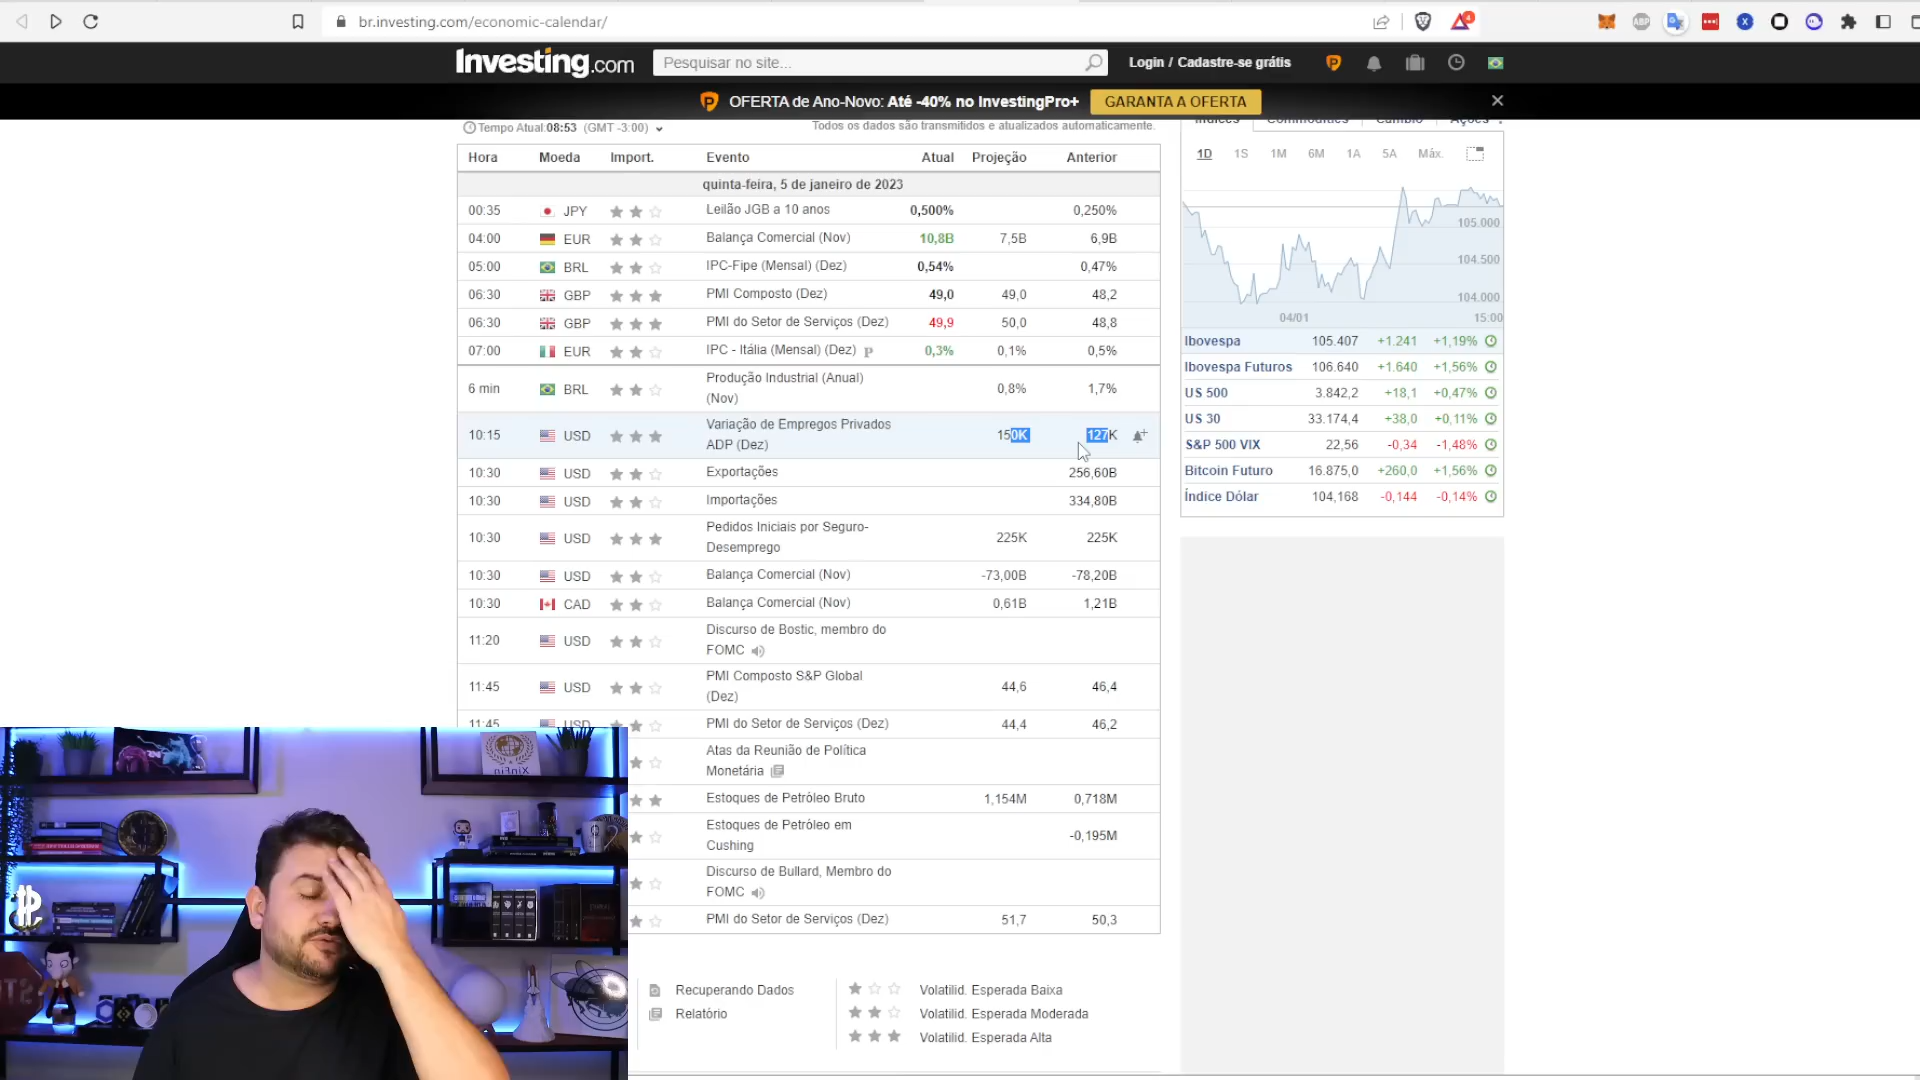 br.investing.com/economic-calendar/
4
ABP
Investing.com
Pesquisar no site...
Login / Cadastre-se grátis
OFERTA de Ano-Novo: Até -40% no InvestingPro+
GARANTA A OFERTA
Tempo Atual:08:53 (GMT -3:00)
Todos os dados são transmitidos e atualizados automaticamente.
Índices Commodities Câmbio Ações
Hora Moeda Import. Evento Atual Projeção Anterior
quinta-feira, 5 de janeiro de 2023
00:35 JPY Leilão JGB a 10 anos 0,500% 0,250%
04:00 EUR Balança Comercial (Nov) 10,8B 7,5B 6,9B
05:00 BRL IPC-Fipe (Mensal) (Dez) 0,54% 0,47%
06:30 GBP PMI Composto (Dez) 49,0 49,0 48,2
06:30 GBP PMI do Setor de Serviços (Dez) 49,9 50,0 48,8
07:00 EUR IPC - Itália (Mensal) (Dez) P 0,3% 0,1% 0,5%
6 min BRL Produção Industrial (Anual)
(Nov) 0,8% 1,7%
10:15 USD Variação de Empregos Privados
ADP (Dez) 150K 127K
10:30 USD Exportações 256,60B
10:30 USD Importações 334,80B
10:30 USD Pedidos Iniciais por Seguro-
Desemprego 225K 225K
10:30 USD Balança Comercial (Nov) -73,00B -78,20B
10:30 CAD Balança Comercial (Nov) 0,61B 1,21B
11:20 USD Discurso de Bostic, membro do
FOMC
11:45 USD PMI Composto S&P Global
(Dez) 44,6 46,4
11:45 USD PMI do Setor de Serviços (Dez) 44,4 46,2
Atas da Reunião de Política
Monetária
Estoques de Petróleo Bruto 1,154M 0,718M
Estoques de Petróleo em
Cushing -0,195M
Discurso de Bullard, Membro do
FOMC
PMI do Setor de Serviços (Dez) 51,7 50,3
Recuperando Dados
Relatório
Volatilid. Esperada Baixa
Volatilid. Esperada Moderada
Volatilid. Esperada Alta
1D 1S 1M 6M 1A 5A Máx.
105.000
104.500
104.000
04/01 15:00
Ibovespa 105.407 +1.241 +1,19%
Ibovespa Futuros 106.640 +1.640 +1,56%
US 500 3.842,2 +18,1 +0,47%
US 30 33.174,4 +38,0 +0,11%
S&P 500 VIX 22,56 -0,34 -1,48%
Bitcoin Futuro 16.875,0 +260,0 +1,56%
Índice Dólar 104,168 -0,144 -0,14%